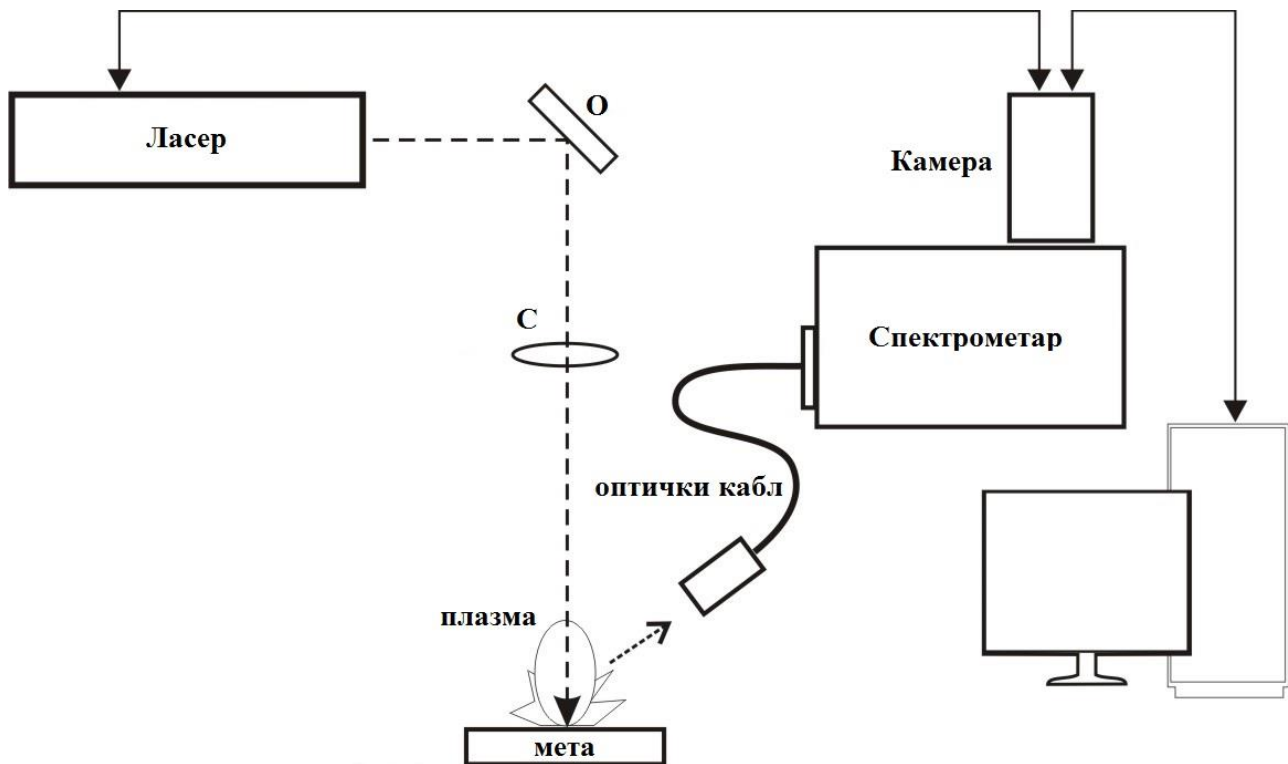 О
Ласер
Камера
С
Спектрометар
оптички кабл
плазма
мета